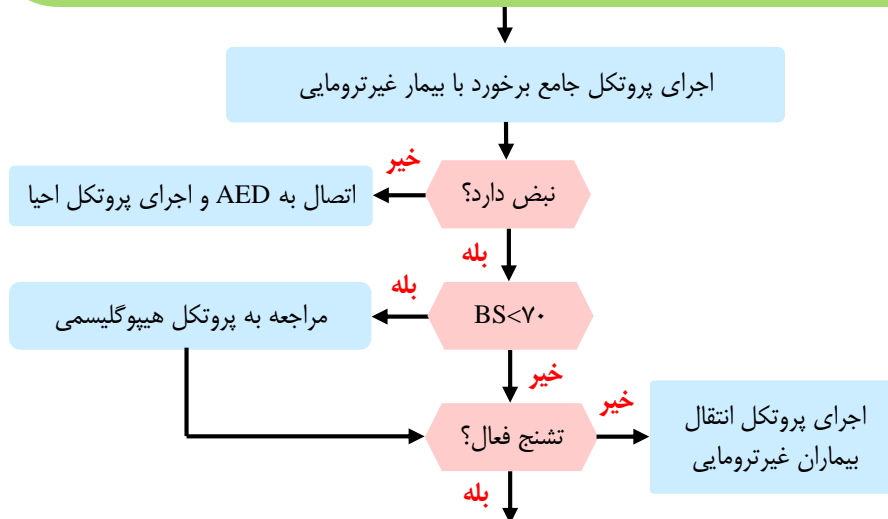 اجرای پروتکل جامع برخورد با بیمار غیرترومایی
خیر
نبض دارد؟
اتصال به AED و اجرای پروتکل احیا
بله
بله
BS<۷۰
مراجعه به پروتکل هیپوگلیسمی
خیر
خیر
تشنج فعال؟
اجرای پروتکل انتقال
بیماران غیرترومایی
بله